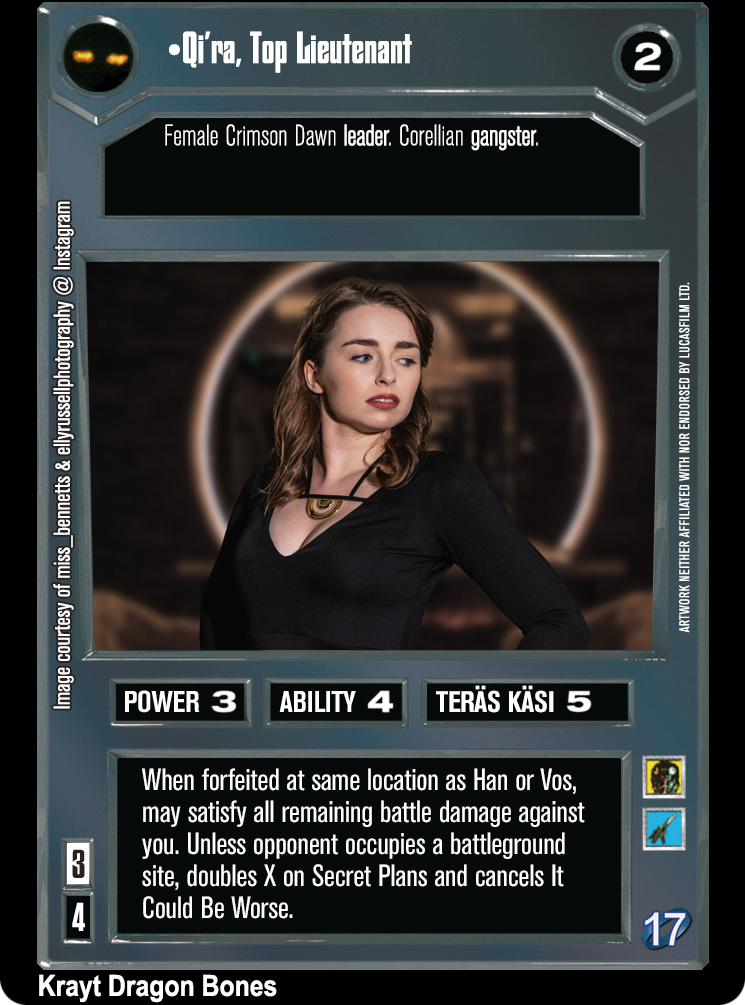 •Qi’ra, Top Lieutenant
2
Female Crimson Dawn leader. Corellian gangster.
Image courtesy of miss_bennetts & ellyrussellphotography @ Instagram
ARTWORK NEITHER AFFILIATED WITH NOR ENDORSED BY LUCASFILM LTD.
POWER 3 ABILITY 4 TERÄS KÄSI 5
When forfeited at same location as Han or Vos,
may satisfy all remaining battle damage against
you. Unless opponent occupies a battleground
site, doubles X on Secret Plans and cancels It
Could Be Worse.
3
4
17
Krayt Dragon Bones